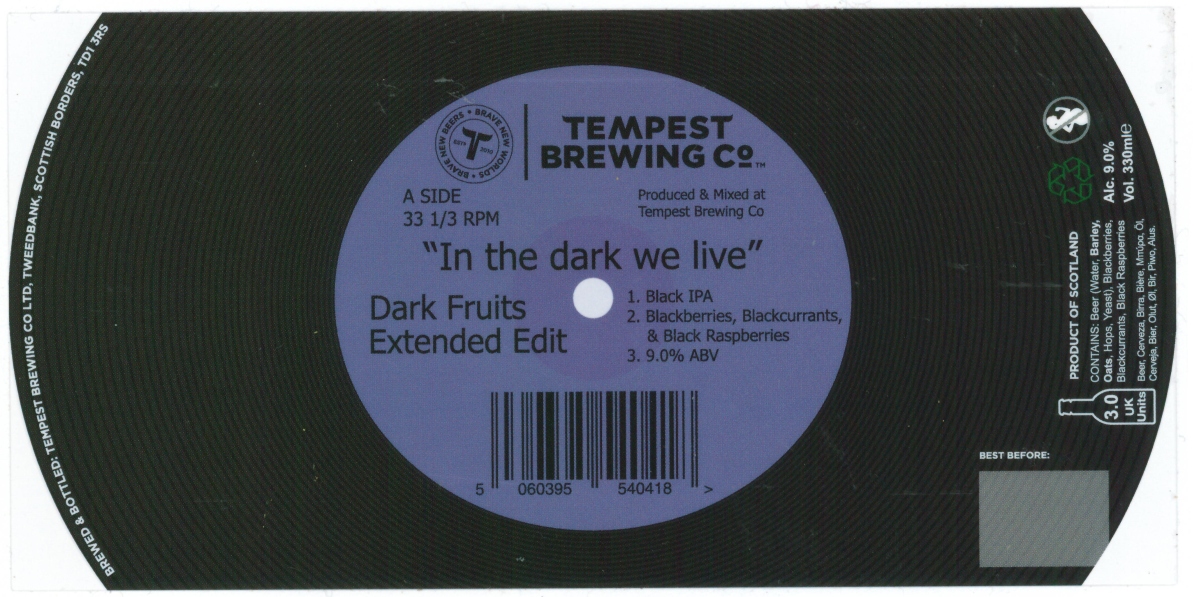 BREWED & BOTTLED: TEMPEST BREWING CO LTD, TWEEDBANK, SCOTTISH BORDERS, TD1 3RS
BRAVE NEW BEERS • BRAVE NEW WORLDS •
ESTD 2010
TEMPEST
BREWING Co™
A SIDE
33 1/3 RPM
Produced & Mixed at
Tempest Brewing Co
"In the dark we live"
Dark Fruits
Extended Edit
1. Black IPA
2. Blackberries, Blackcurrants,
& Black Raspberries
3. 9.0% ABV
5 060395 540418 >
Alc. 9.0%
Vol. 330ml℮
PRODUCT OF SCOTLAND
CONTAINS: Beer (Water, Barley,
Oats, Hops, Yeast), Blackberries,
Blackcurrants, Black Raspberries
Beer, Cerveza, Birra, Bière, Μπύρα, Öl,
Cerveja, Bier, Olut, Øl, Bir, Piwo, Alus.
3.0
UK
Units
BEST BEFORE: